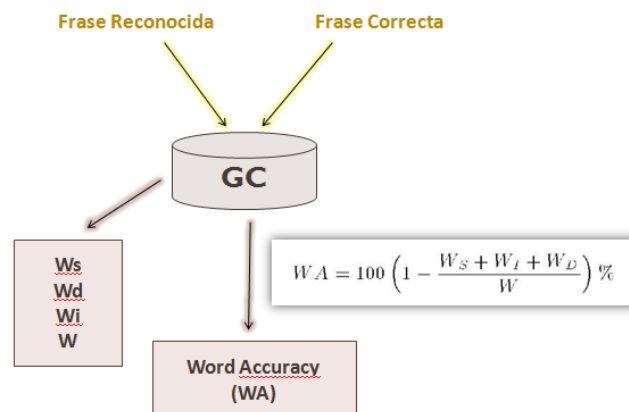 Frase Reconocida
Frase Correcta
GC
Ws
Wd
Wi
W
WA = 100 (1 - (W_S + W_I + W_D) / W) %
Word Accuracy
(WA)